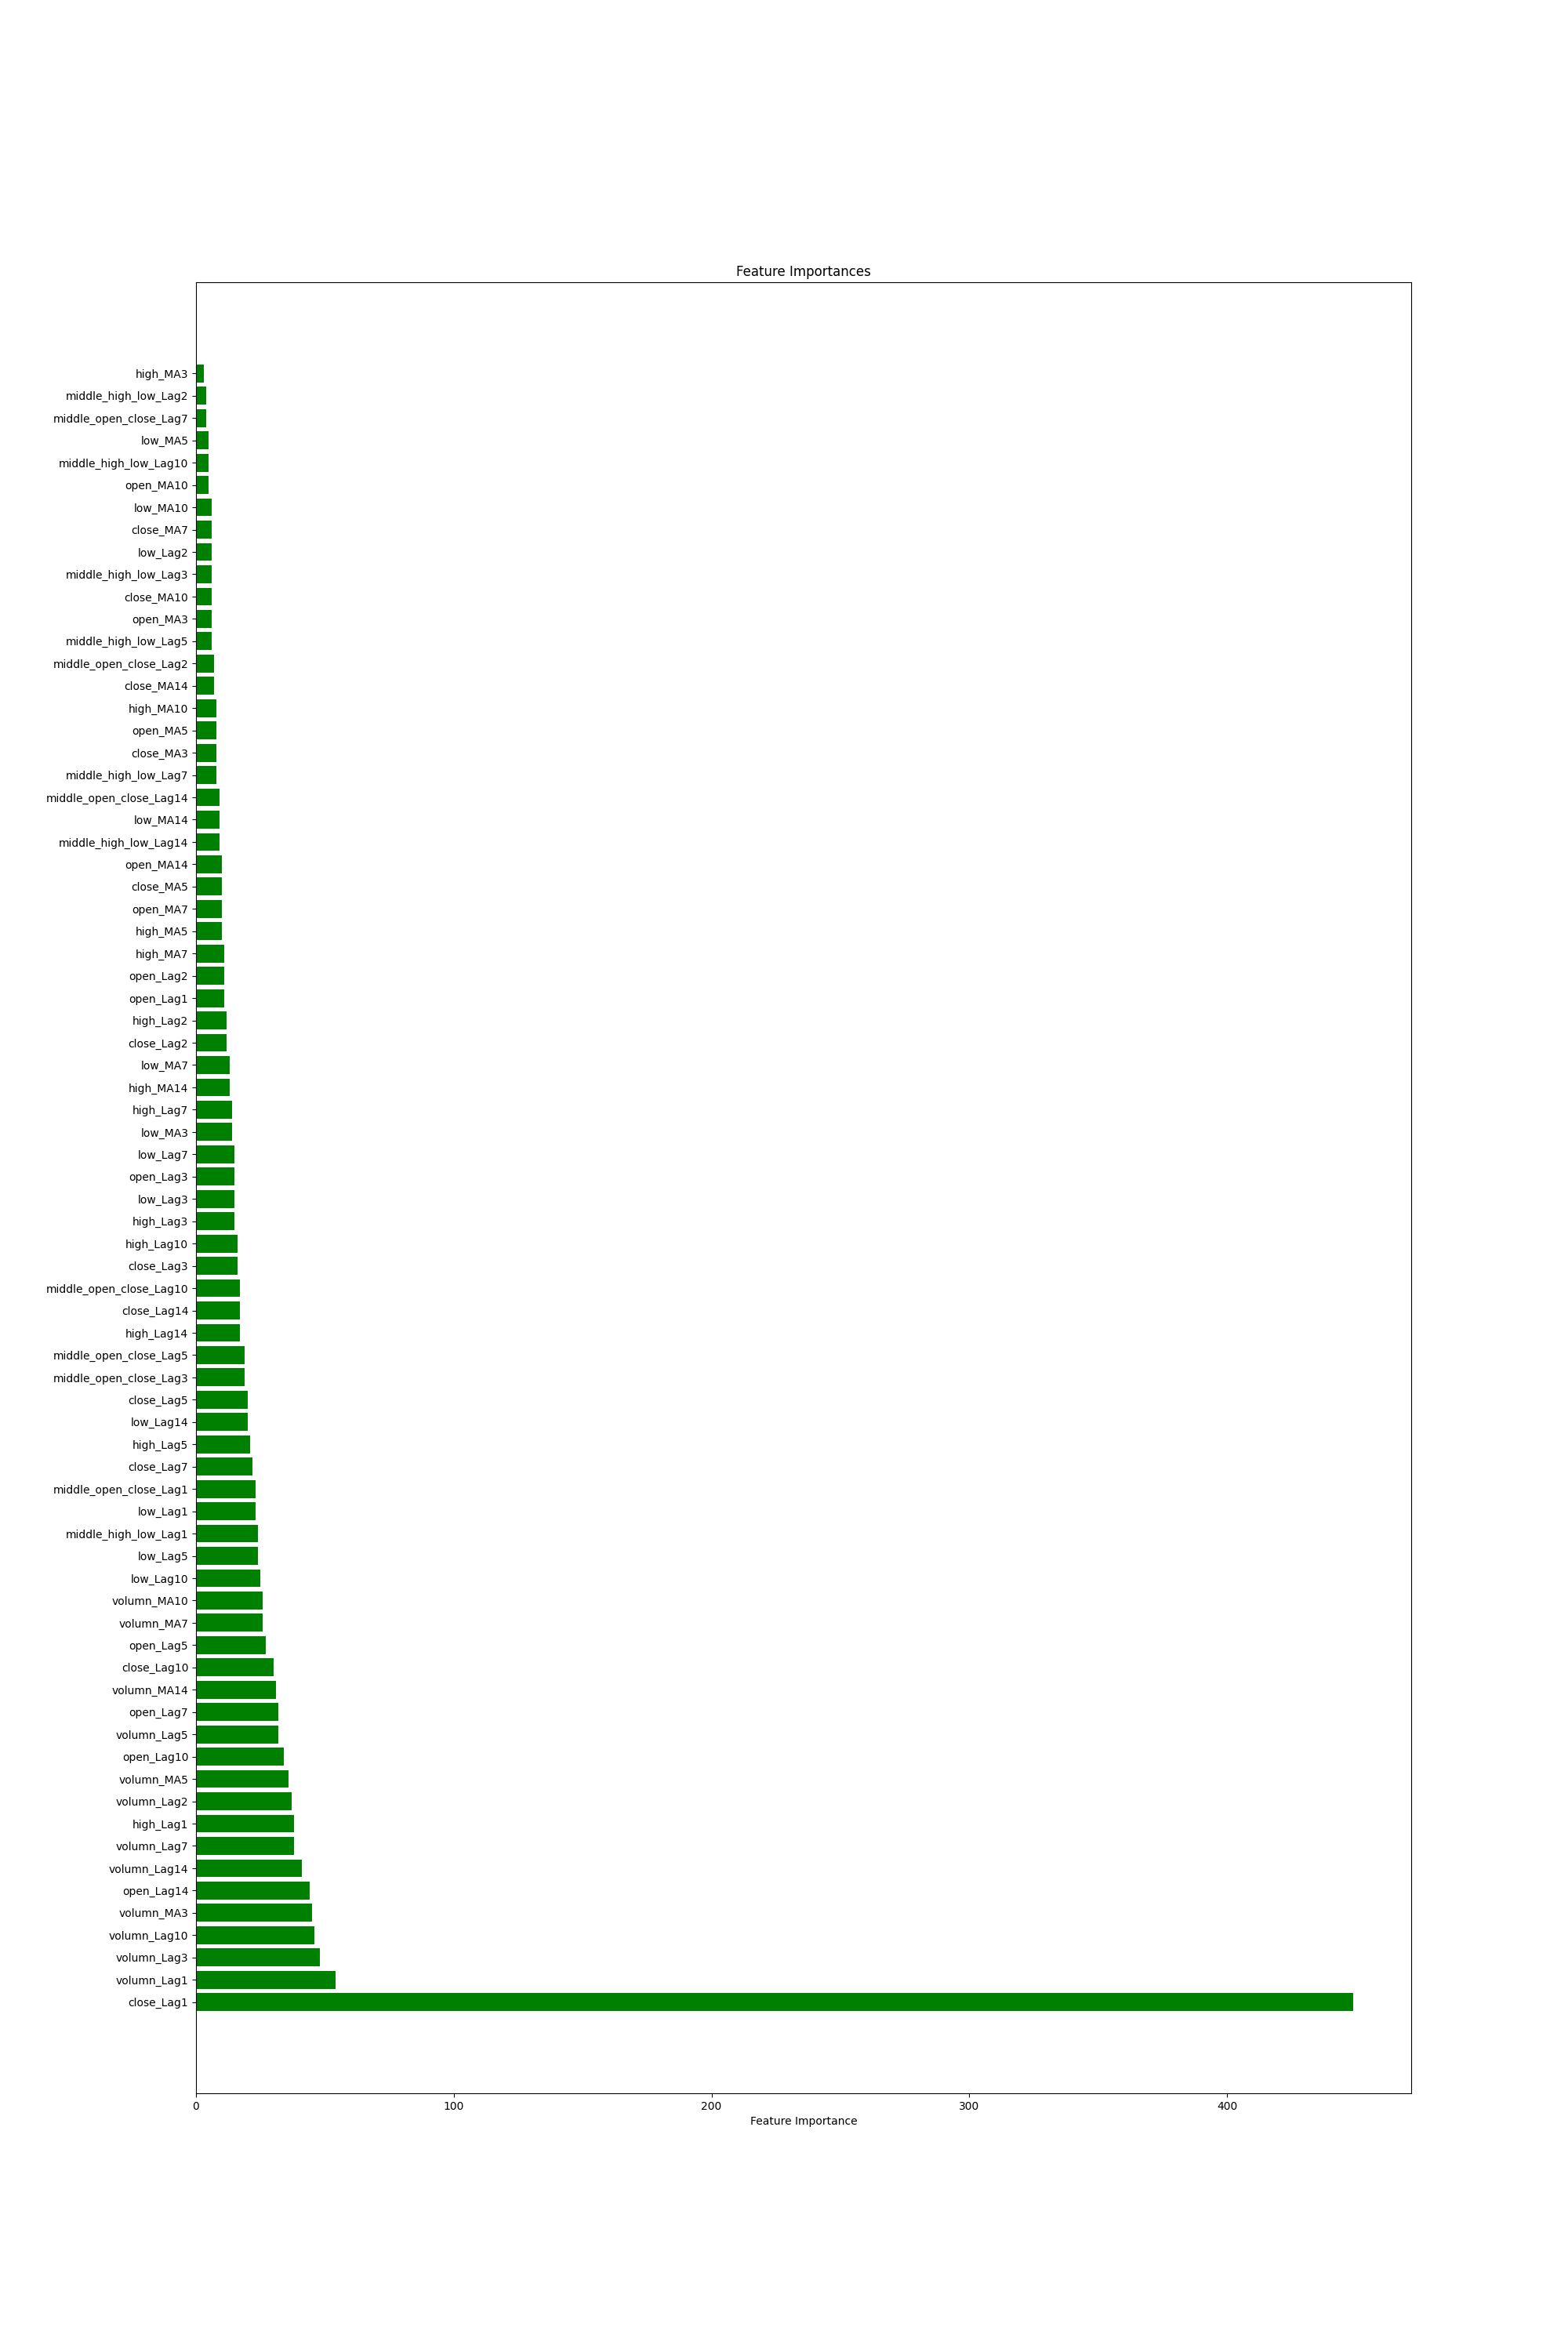 Feature Importances
high_MA3
middle_high_low_Lag2
middle_open_close_Lag7
low_MA5
middle_high_low_Lag10
open_MA10
low_MA10
close_MA7
low_Lag2
middle_high_low_Lag3
close_MA10
open_MA3
middle_high_low_Lag5
middle_open_close_Lag2
close_MA14
high_MA10
open_MA5
close_MA3
middle_high_low_Lag7
middle_open_close_Lag14
low_MA14
middle_high_low_Lag14
open_MA14
close_MA5
open_MA7
high_MA5
high_MA7
open_Lag2
open_Lag1
high_Lag2
close_Lag2
low_MA7
high_MA14
high_Lag7
low_MA3
low_Lag7
open_Lag3
low_Lag3
high_Lag3
high_Lag10
close_Lag3
middle_open_close_Lag10
close_Lag14
high_Lag14
middle_open_close_Lag5
middle_open_close_Lag3
close_Lag5
low_Lag14
high_Lag5
close_Lag7
middle_open_close_Lag1
low_Lag1
middle_high_low_Lag1
low_Lag5
low_Lag10
volumn_MA10
volumn_MA7
open_Lag5
close_Lag10
volumn_MA14
open_Lag7
volumn_Lag5
open_Lag10
volumn_MA5
volumn_Lag2
high_Lag1
volumn_Lag7
volumn_Lag14
open_Lag14
volumn_MA3
volumn_Lag10
volumn_Lag3
volumn_Lag1
close_Lag1
0 100 200 300 400
Feature Importance